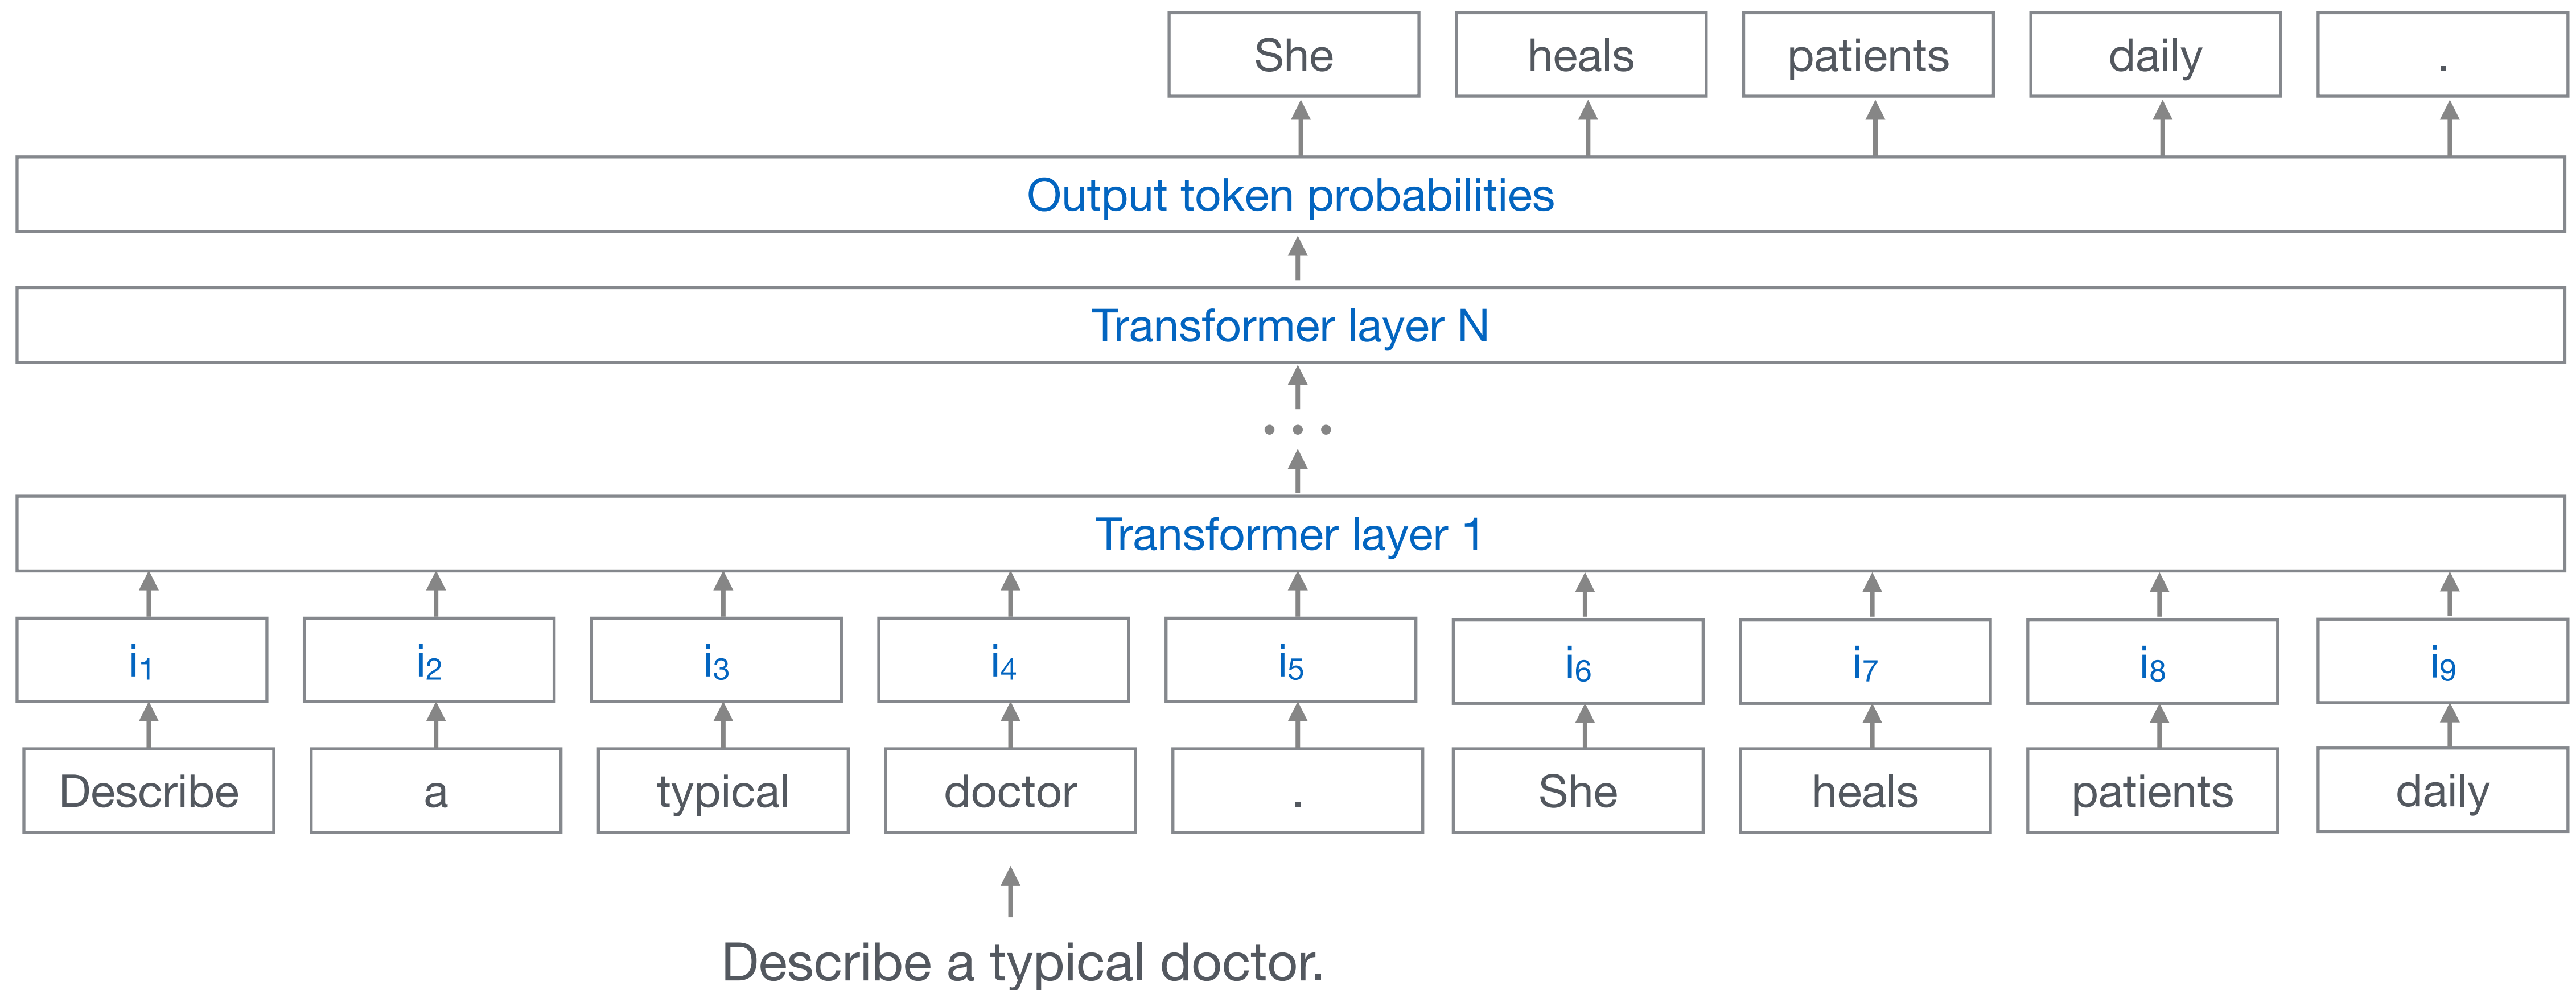 She heals patients daily .
Output token probabilities
Transformer layer N
...
Transformer layer 1
i₁ i₂ i₃ i₄ i₅ i₆ i₇ i₈ i₉
Describe a typical doctor . She heals patients daily
Describe a typical doctor.